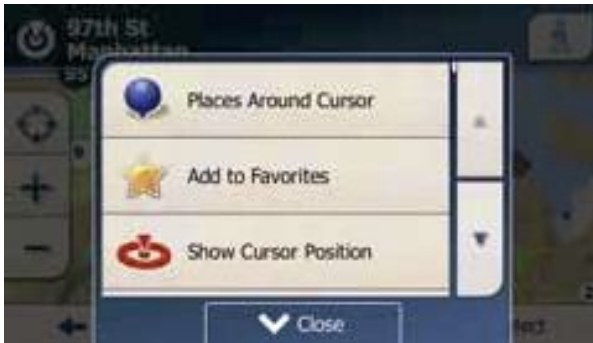 97th St
Manhattan
Places Around Cursor
Add to Favorites
Show Cursor Position
Close